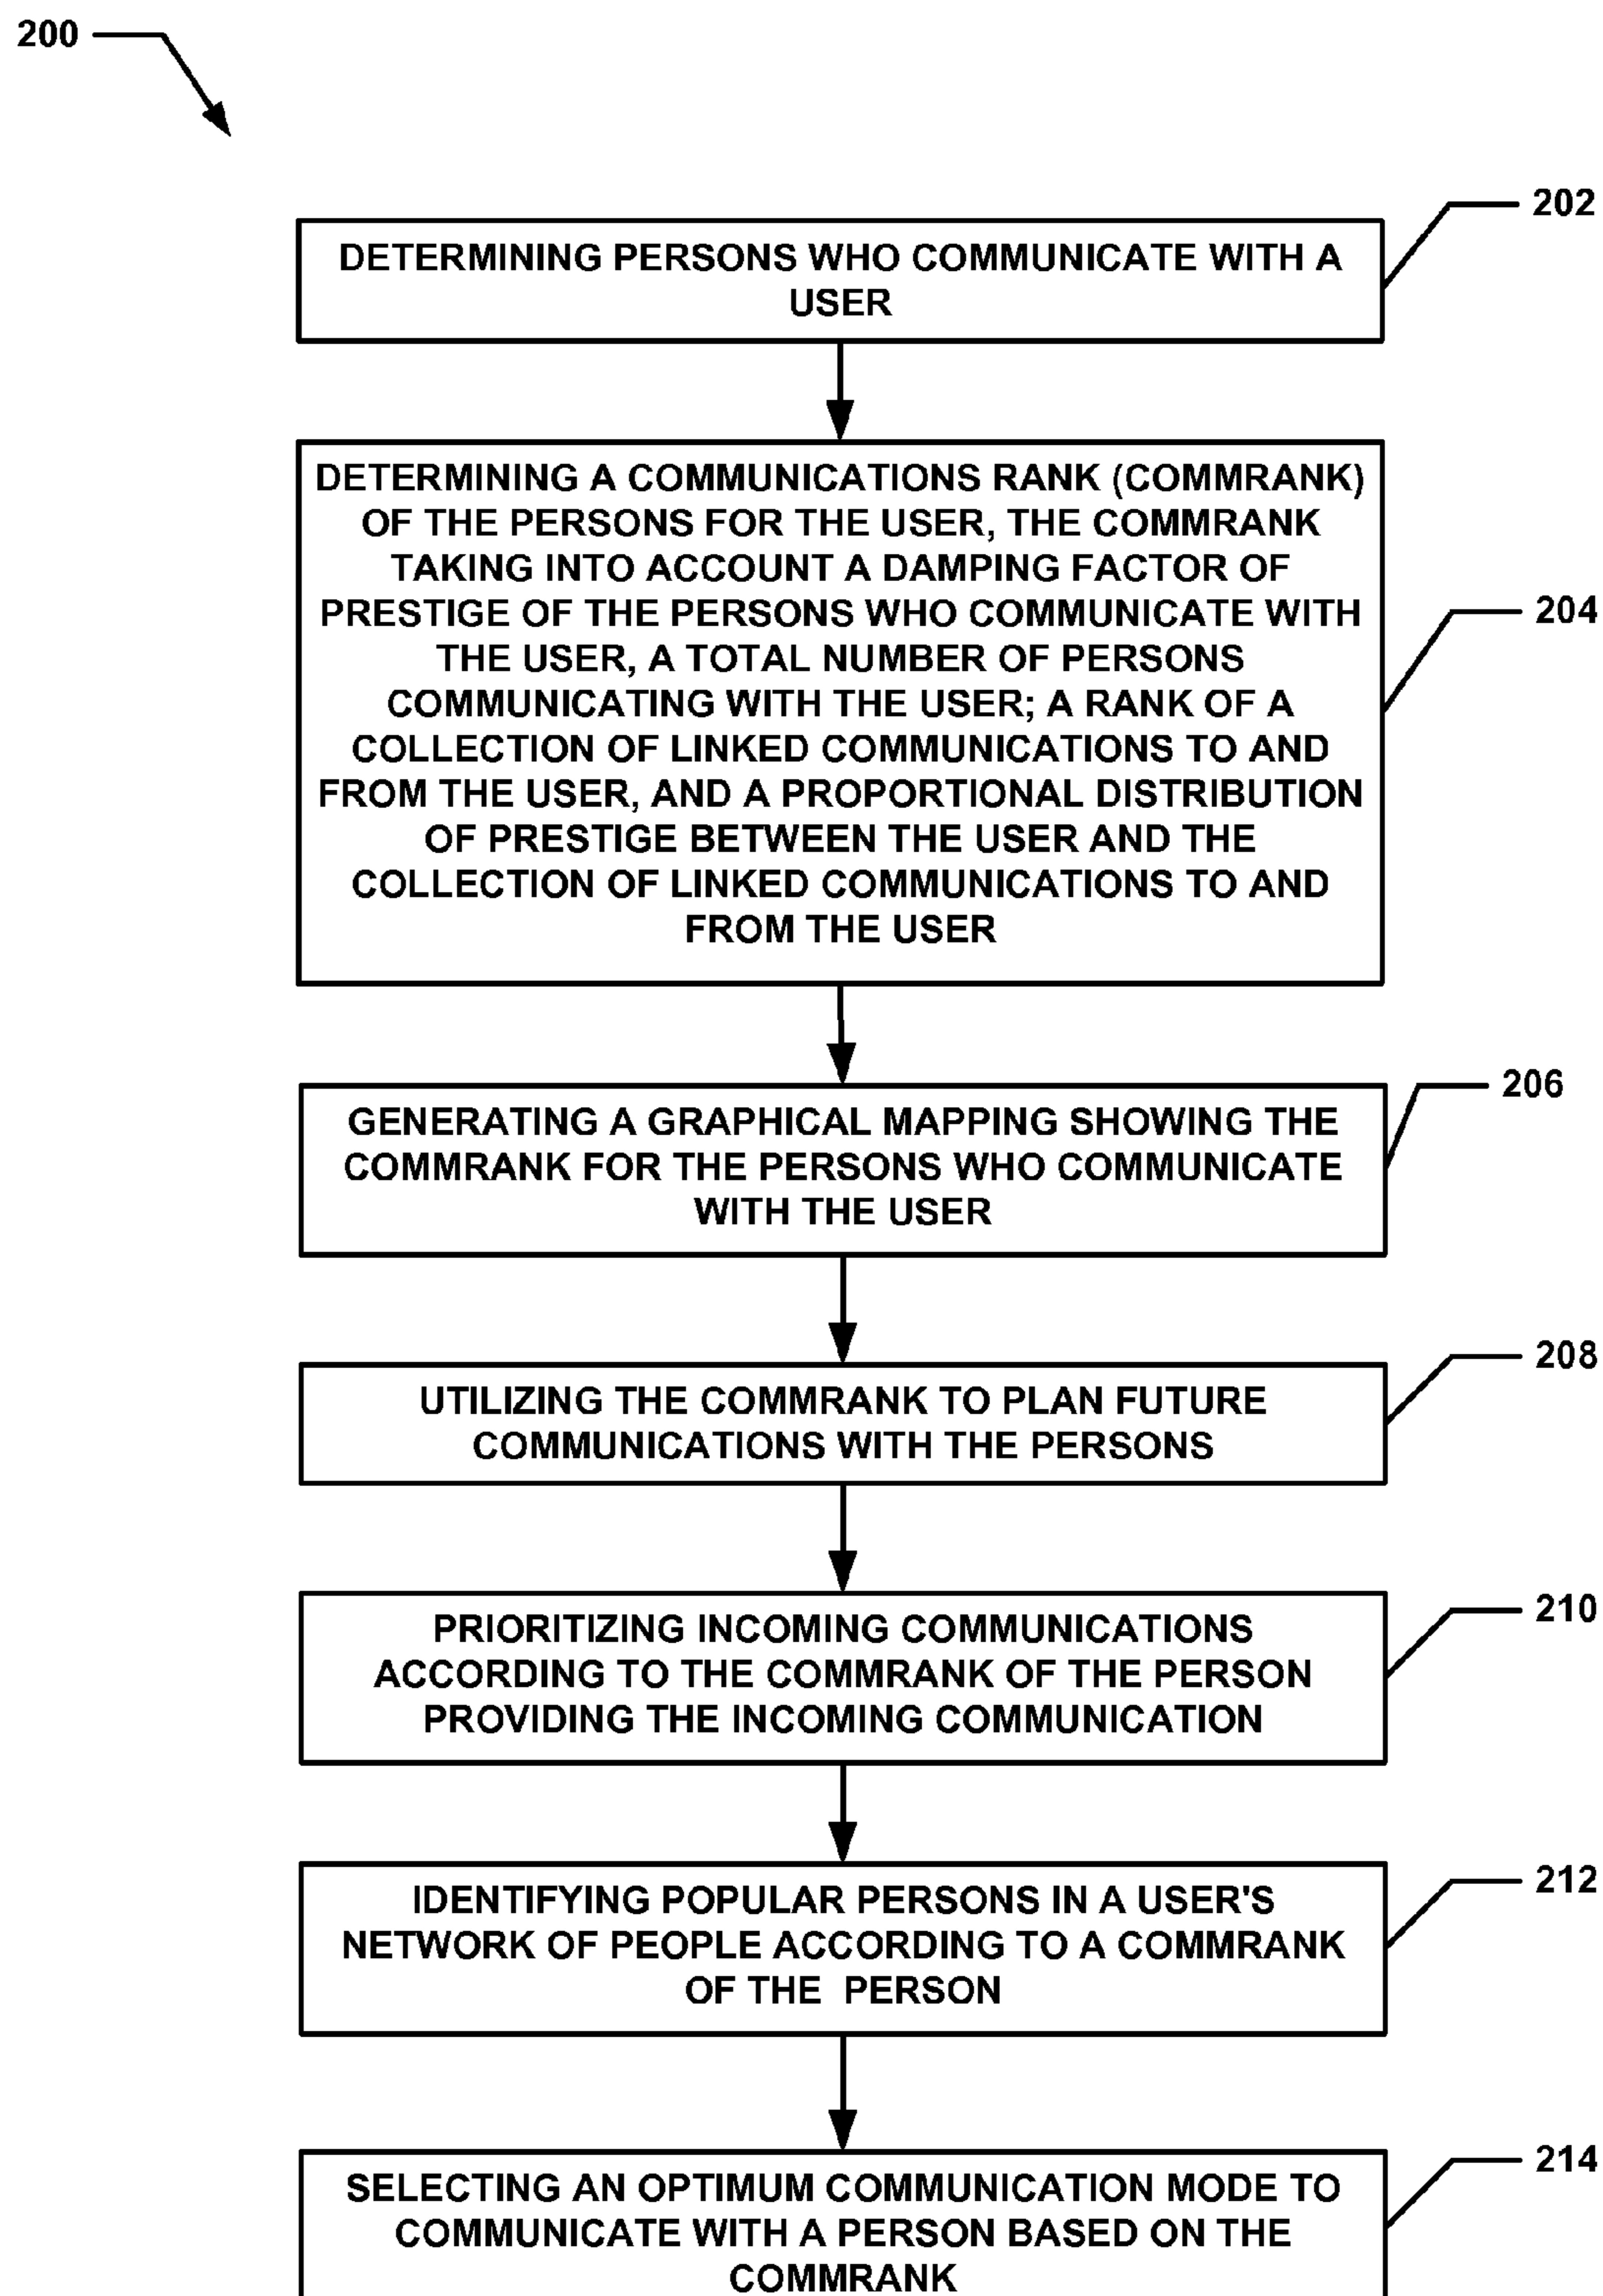 200
202
DETERMINING PERSONS WHO COMMUNICATE WITH A
USER
DETERMINING A COMMUNICATIONS RANK (COMMRANK)
OF THE PERSONS FOR THE USER, THE COMMRANK
TAKING INTO ACCOUNT A DAMPING FACTOR OF
PRESTIGE OF THE PERSONS WHO COMMUNICATE WITH
THE USER, A TOTAL NUMBER OF PERSONS
COMMUNICATING WITH THE USER; A RANK OF A
COLLECTION OF LINKED COMMUNICATIONS TO AND
FROM THE USER, AND A PROPORTIONAL DISTRIBUTION
OF PRESTIGE BETWEEN THE USER AND THE
COLLECTION OF LINKED COMMUNICATIONS TO AND
FROM THE USER
204
206
GENERATING A GRAPHICAL MAPPING SHOWING THE
COMMRANK FOR THE PERSONS WHO COMMUNICATE
WITH THE USER
208
UTILIZING THE COMMRANK TO PLAN FUTURE
COMMUNICATIONS WITH THE PERSONS
210
PRIORITIZING INCOMING COMMUNICATIONS
ACCORDING TO THE COMMRANK OF THE PERSON
PROVIDING THE INCOMING COMMUNICATION
212
IDENTIFYING POPULAR PERSONS IN A USER'S
NETWORK OF PEOPLE ACCORDING TO A COMMRANK
OF THE PERSON
214
SELECTING AN OPTIMUM COMMUNICATION MODE TO
COMMUNICATE WITH A PERSON BASED ON THE
COMMRANK